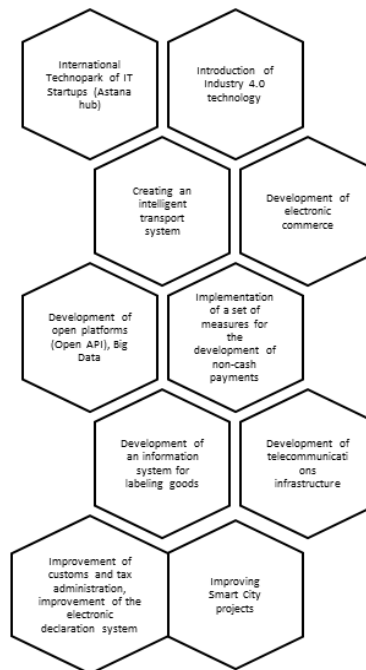 International
Technopark of IT
Startups (Astana
hub)
Introduction of
Industry 4.0
technology
Creating an
intelligent
transport
system
Development of
electronic
commerce
Development of
open platforms
(Open API), Big
Data
Implementation
of a set of
measures for
the
development of
non-cash
payments
Development of
an information
system for
labeling goods
Development of
telecommunicati
ons
infrastructure
Improvement of
customs and tax
administration,
improvement of the
electronic
declaration system
Improving
Smart City
projects